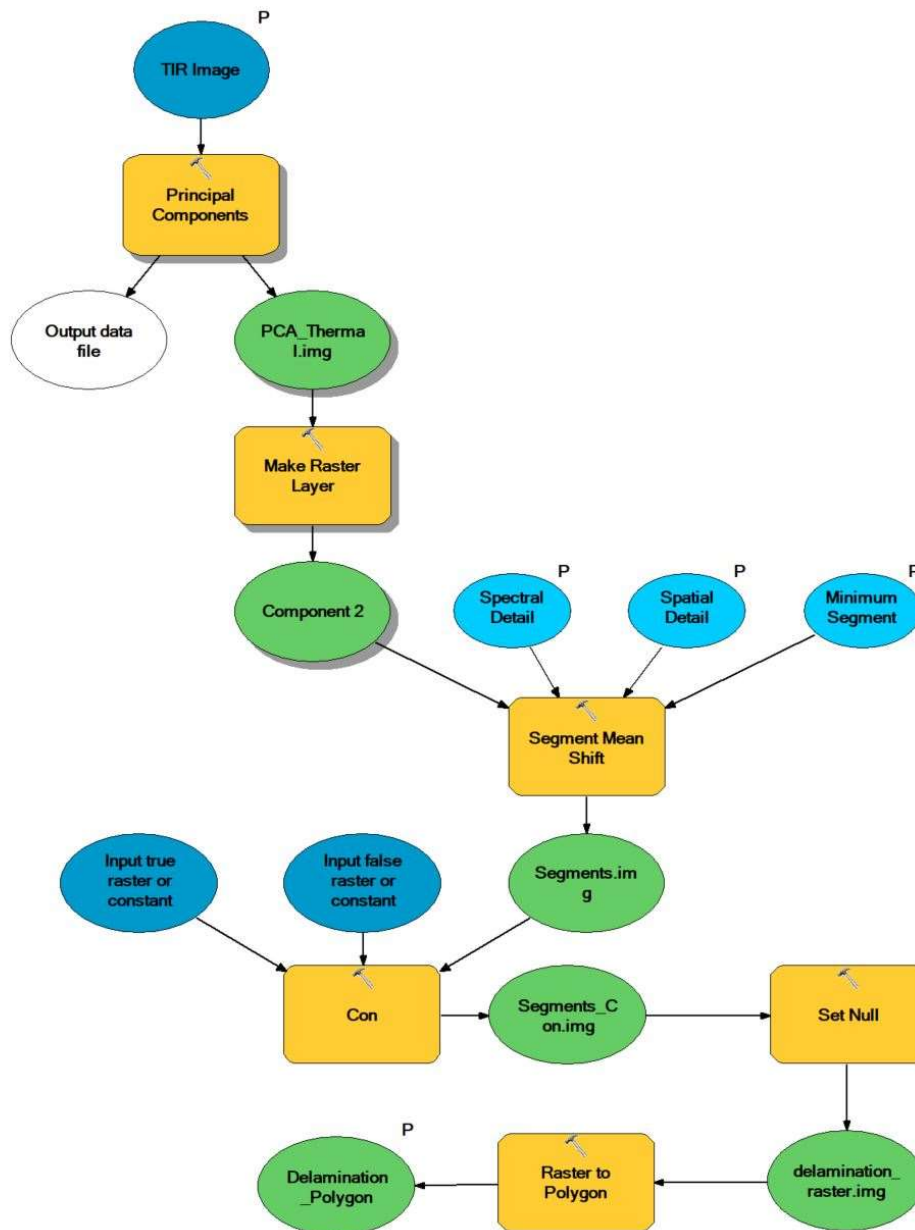 P
TIR Image
Principal
Components
Output data
file
PCA_Therma
l.img
Make Raster
Layer
Component 2
P
Spectral
Detail
P
Spatial
Detail
P
Minimum
Segment
Segment Mean
Shift
Input true
raster or
constant
Input false
raster or
constant
Segments.im
g
Con
Segments_C
on.img
Set Null
P
Delamination
_Polygon
Raster to
Polygon
delamination_
raster.img